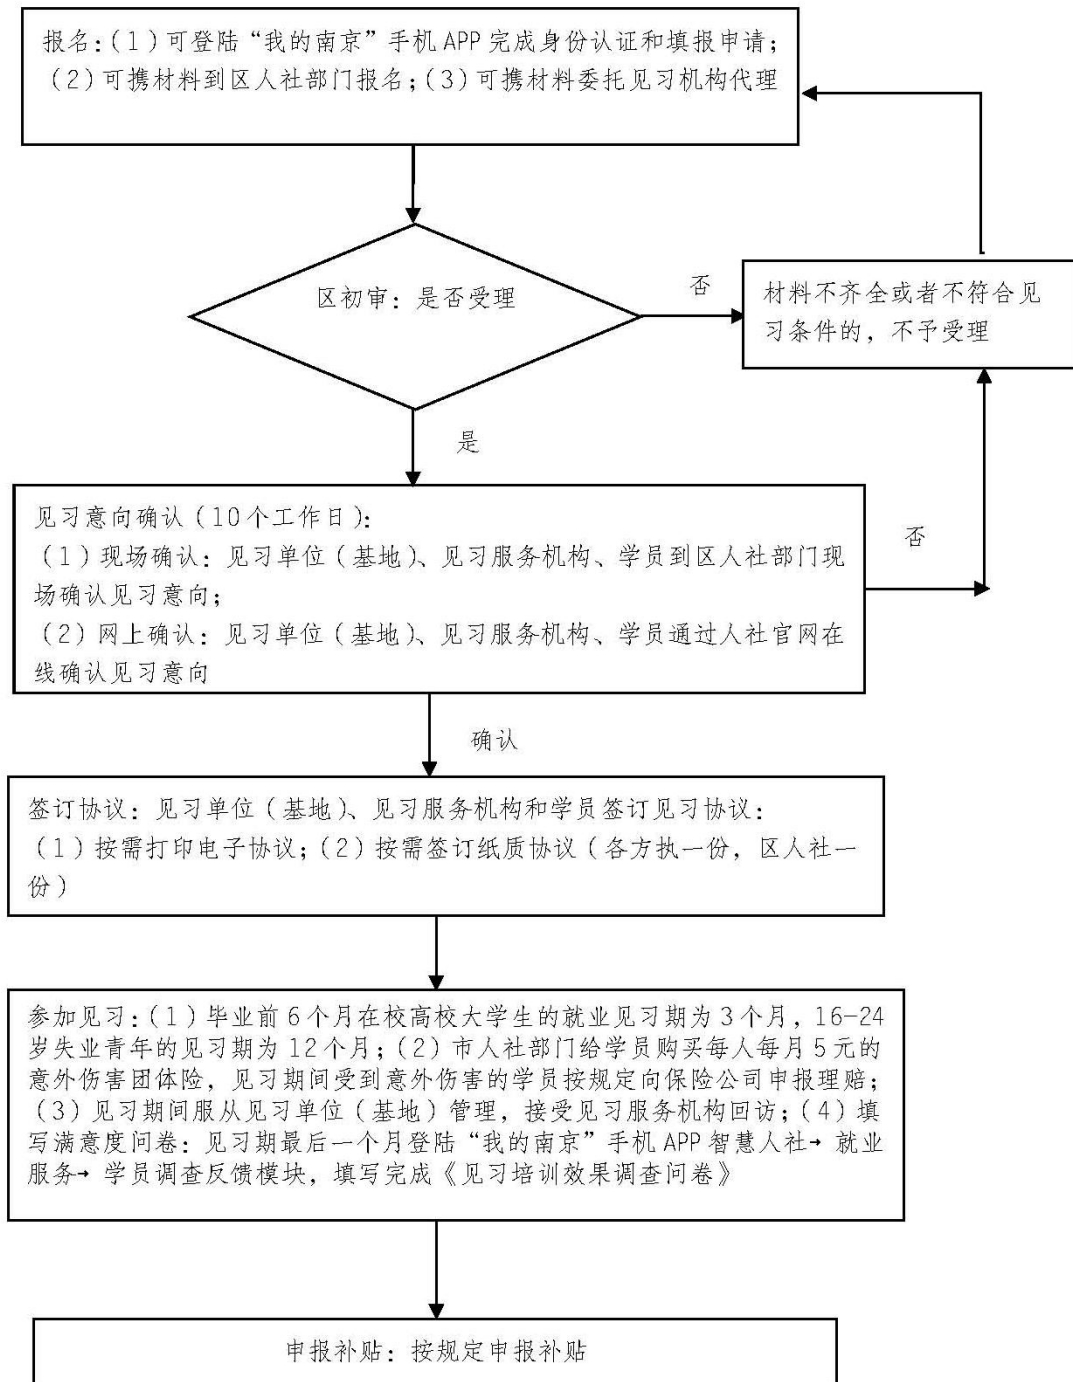 报名:(1)可登陆“我的南京”手机 APP 完成身份认证和填报申请;
(2)可携材料到区人社部门报名;(3)可携材料委托见习机构代理
区初审: 是否受理
否
材料不齐全或者不符合见
习条件的, 不予受理
是
见习意向确认(10个工作日):
(1)现场确认: 见习单位(基地)、见习服务机构、学员到区人社部门现
场确认见习意向;
(2)网上确认: 见习单位(基地)、见习服务机构、学员通过人社官网在
线确认见习意向
否
确认
签订协议: 见习单位(基地)、见习服务机构和学员签订见习协议:
(1)按需打印电子协议;(2)按需签订纸质协议(各方执一份, 区人社一
份)
参加见习:(1)毕业前6个月在校高校大学生的就业见习期为3个月, 16-24
岁失业青年的见习期为12个月;(2)市人社部门给学员购买每人每月5元的
意外伤害团体险, 见习期间受到意外伤害的学员按规定向保险公司申报理赔;
(3)见习期间服从见习单位(基地)管理, 接受见习服务机构回访;(4)填
写满意度问卷: 见习期最后一个月登陆“我的南京”手机 APP 智慧人社→ 就业
服务→ 学员调查反馈模块, 填写完成《见习培训效果调查问卷》
申报补贴: 按规定申报补贴